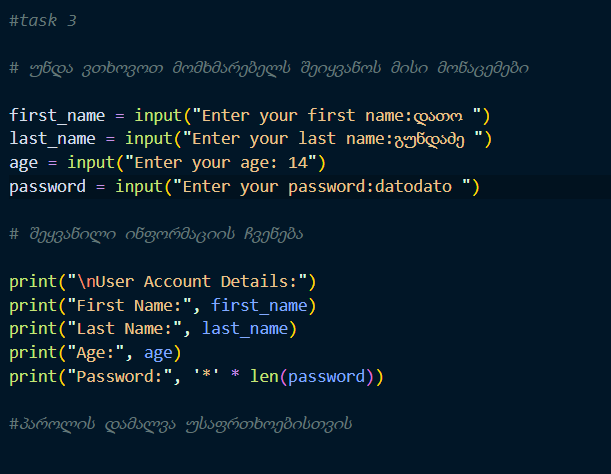 #task 3
# უნდა ვთხოვოთ მომხმარებელს შეიყვანოს მისი მონაცემები
first_name = input("Enter your first name:დათო ")
last_name = input("Enter your last name:გუნდაძე ")
age = input("Enter your age: 14")
password = input("Enter your password:datodato ")
# შეყვანილი ინფორმაციის ჩვენება
print("\nUser Account Details:")
print("First Name:", first_name)
print("Last Name:", last_name)
print("Age:", age)
print("Password:", '*' * len(password))
#პაროლის დამალვა უსაფრთხოებისთვის